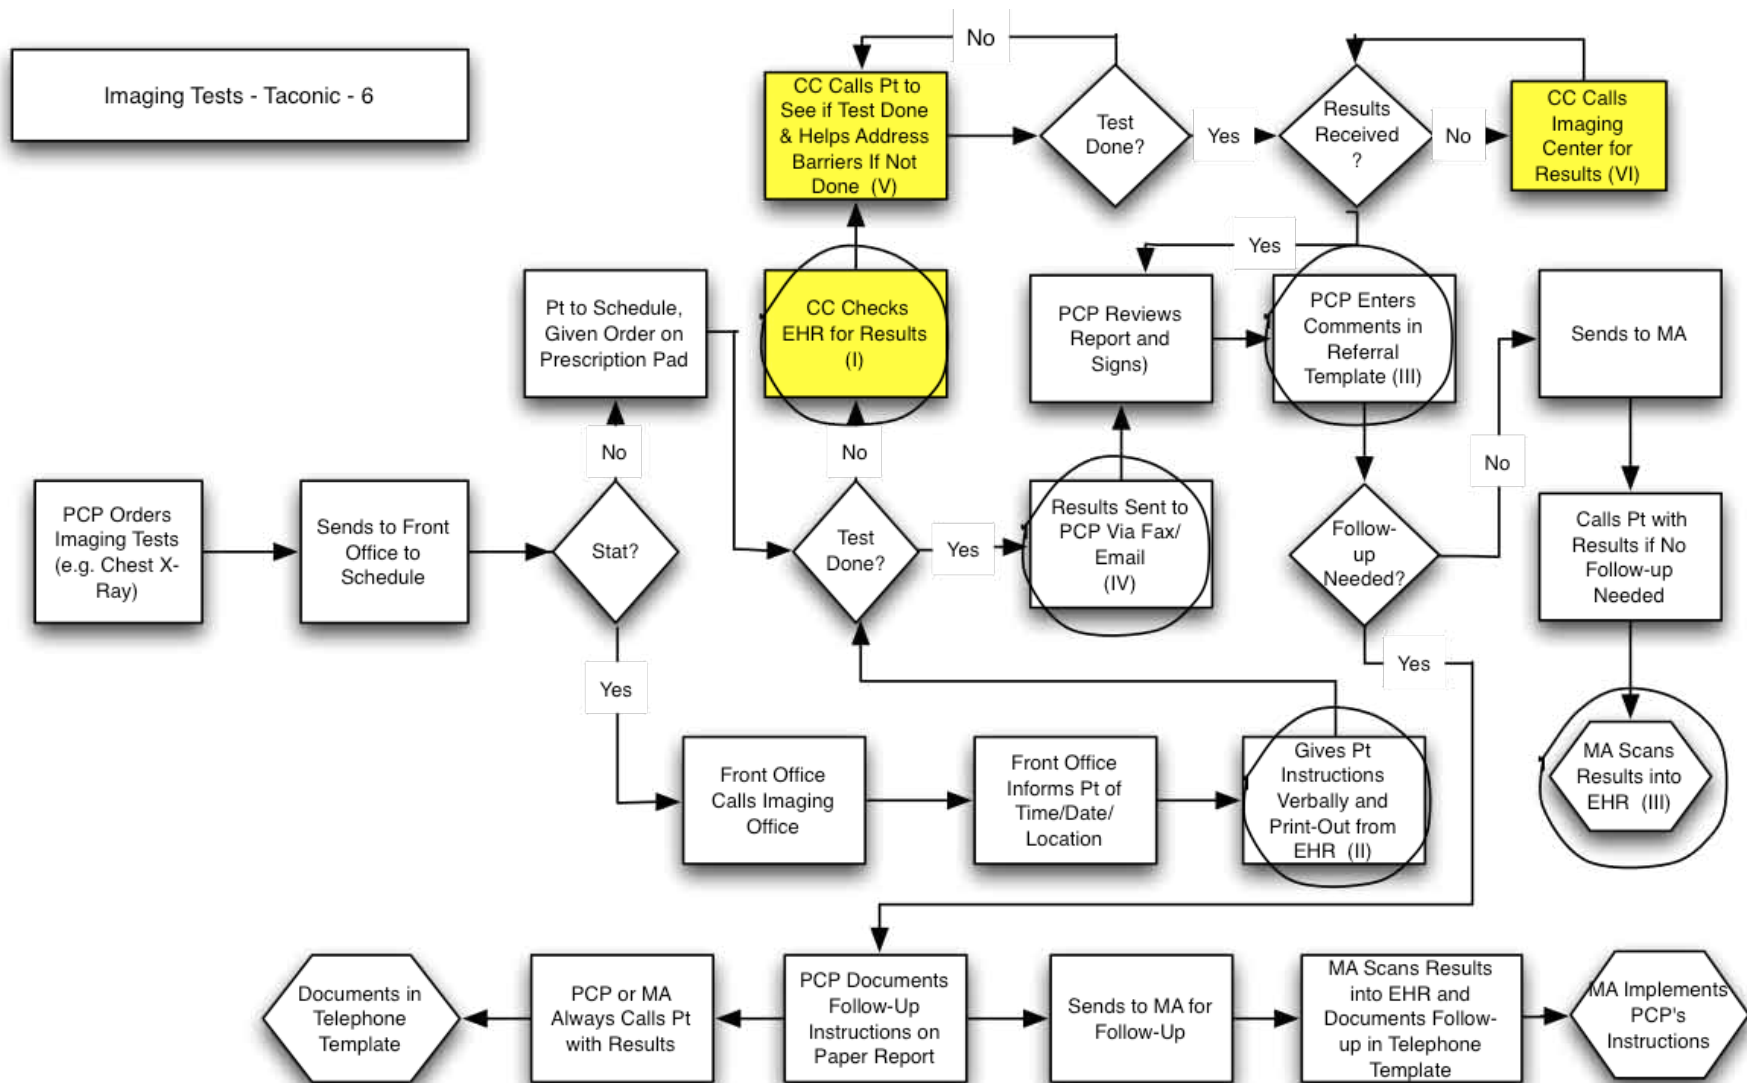 Imaging Tests - Taconic - 6
No
CC Calls Pt to
See if Test Done
& Helps Address
Barriers If Not
Done (V)
Test
Done?
Yes
Results
Received
?
No
CC Calls
Imaging
Center for
Results (VI)
Yes
Pt to Schedule,
Given Order on
Prescription Pad
CC Checks
EHR for Results
(I)
PCP Reviews
Report and
Signs)
PCP Enters
Comments in
Referral
Template (III)
Sends to MA
No
No
No
PCP Orders
Imaging Tests
(e.g. Chest X-
Ray)
Sends to Front
Office to
Schedule
Stat?
Test
Done?
Yes
Results Sent to
PCP Via Fax/
Email
(IV)
Follow-
up
Needed?
Calls Pt with
Results if No
Follow-up
Needed
Yes
Yes
Front Office
Calls Imaging
Office
Front Office
Informs Pt of
Time/Date/
Location
Gives Pt
Instructions
Verbally and
Print-Out from
EHR (II)
MA Scans
Results into
EHR (III)
Documents in
Telephone
Template
PCP or MA
Always Calls Pt
with Results
PCP Documents
Follow-Up
Instructions on
Paper Report
Sends to MA for
Follow-Up
MA Scans Results
into EHR and
Documents Follow-
up in Telephone
Template
MA Implements
PCP's
Instructions